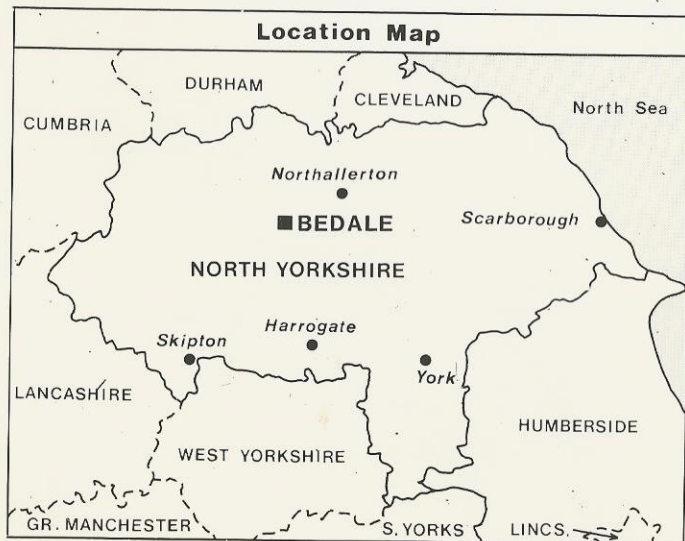 Location Map
DURHAM
CLEVELAND
North Sea
CUMBRIA
Northallerton
BEDALE
Scarborough
NORTH YORKSHIRE
Harrogate
Skipton
York
LANCASHIRE
HUMBERSIDE
WEST YORKSHIRE
GR. MANCHESTER
S. YORKS
LINCS.